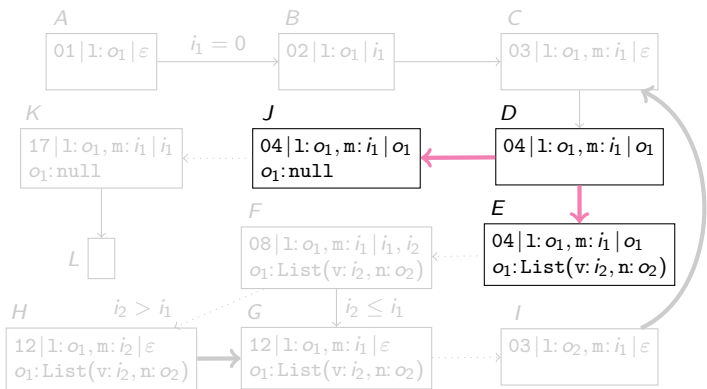 A
B
C
01 | l: o₁ | ε
i₁ = 0
02 | l: o₁ | i₁
03 | l: o₁, m: i₁ | ε
K
J
D
17 | l: o₁, m: i₁ | i₁
o₁: null
04 | l: o₁, m: i₁ | o₁
o₁: null
04 | l: o₁, m: i₁ | o₁
F
E
L
08 | l: o₁, m: i₁ | i₁, i₂
o₁: List(v: i₂, n: o₂)
04 | l: o₁, m: i₁ | o₁
o₁: List(v: i₂, n: o₂)
H
i₂ > i₁
G
i₂ ≤ i₁
I
12 | l: o₁, m: i₂ | ε
o₁: List(v: i₂, n: o₂)
12 | l: o₁, m: i₁ | ε
o₁: List(v: i₂, n: o₂)
03 | l: o₂, m: i₁ | ε